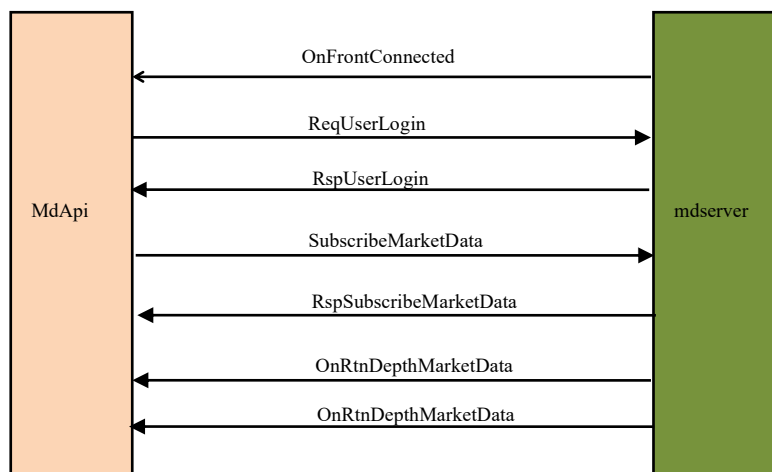 OnFrontConnected
ReqUserLogin
RspUserLogin
MdApi
mdserver
SubscribeMarketData
RspSubscribeMarketData
OnRtnDepthMarketData
OnRtnDepthMarketData